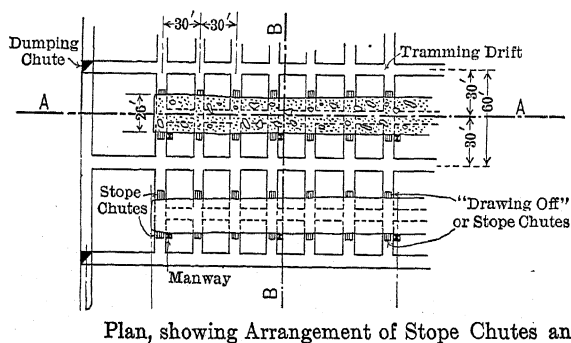 30' 30'
B
Dumping
Chute
Tramming Drift
A
26'
30'
60'
A
30'
Stope
Chutes
"Drawing Off"
or Stope Chutes
Manway
B
Plan, showing Arrangement of Stope Chutes an